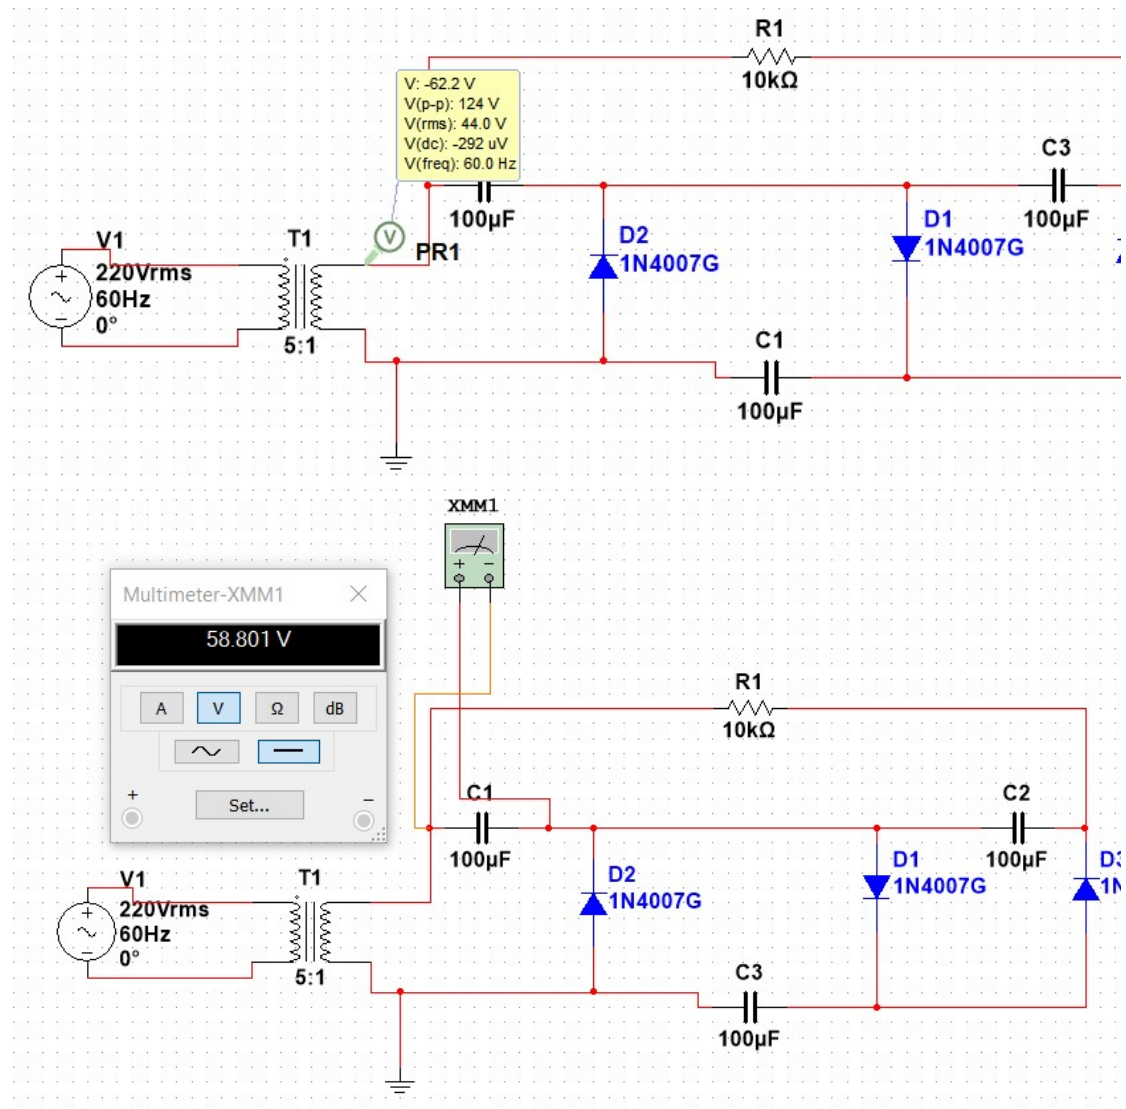 R1
10kΩ
V: -62.2 V
V(p-p): 124 V
V(rms): 44.0 V
V(dc): -292 uV
V(freq): 60.0 Hz
C3
100µF
100µF
D1
1N4007G
D2
1N4007G
V
PR1
V1
220Vrms
60Hz
0°
T1
5:1
C1
100µF
XMM1
+ −
Multimeter-XMM1
58.801 V
A V Ω dB
Set...
+ −
R1
10kΩ
C1
100µF
C2
100µF
D2
1N4007G
D1
1N4007G
D3
1N
V1
220Vrms
60Hz
0°
T1
5:1
C3
100µF